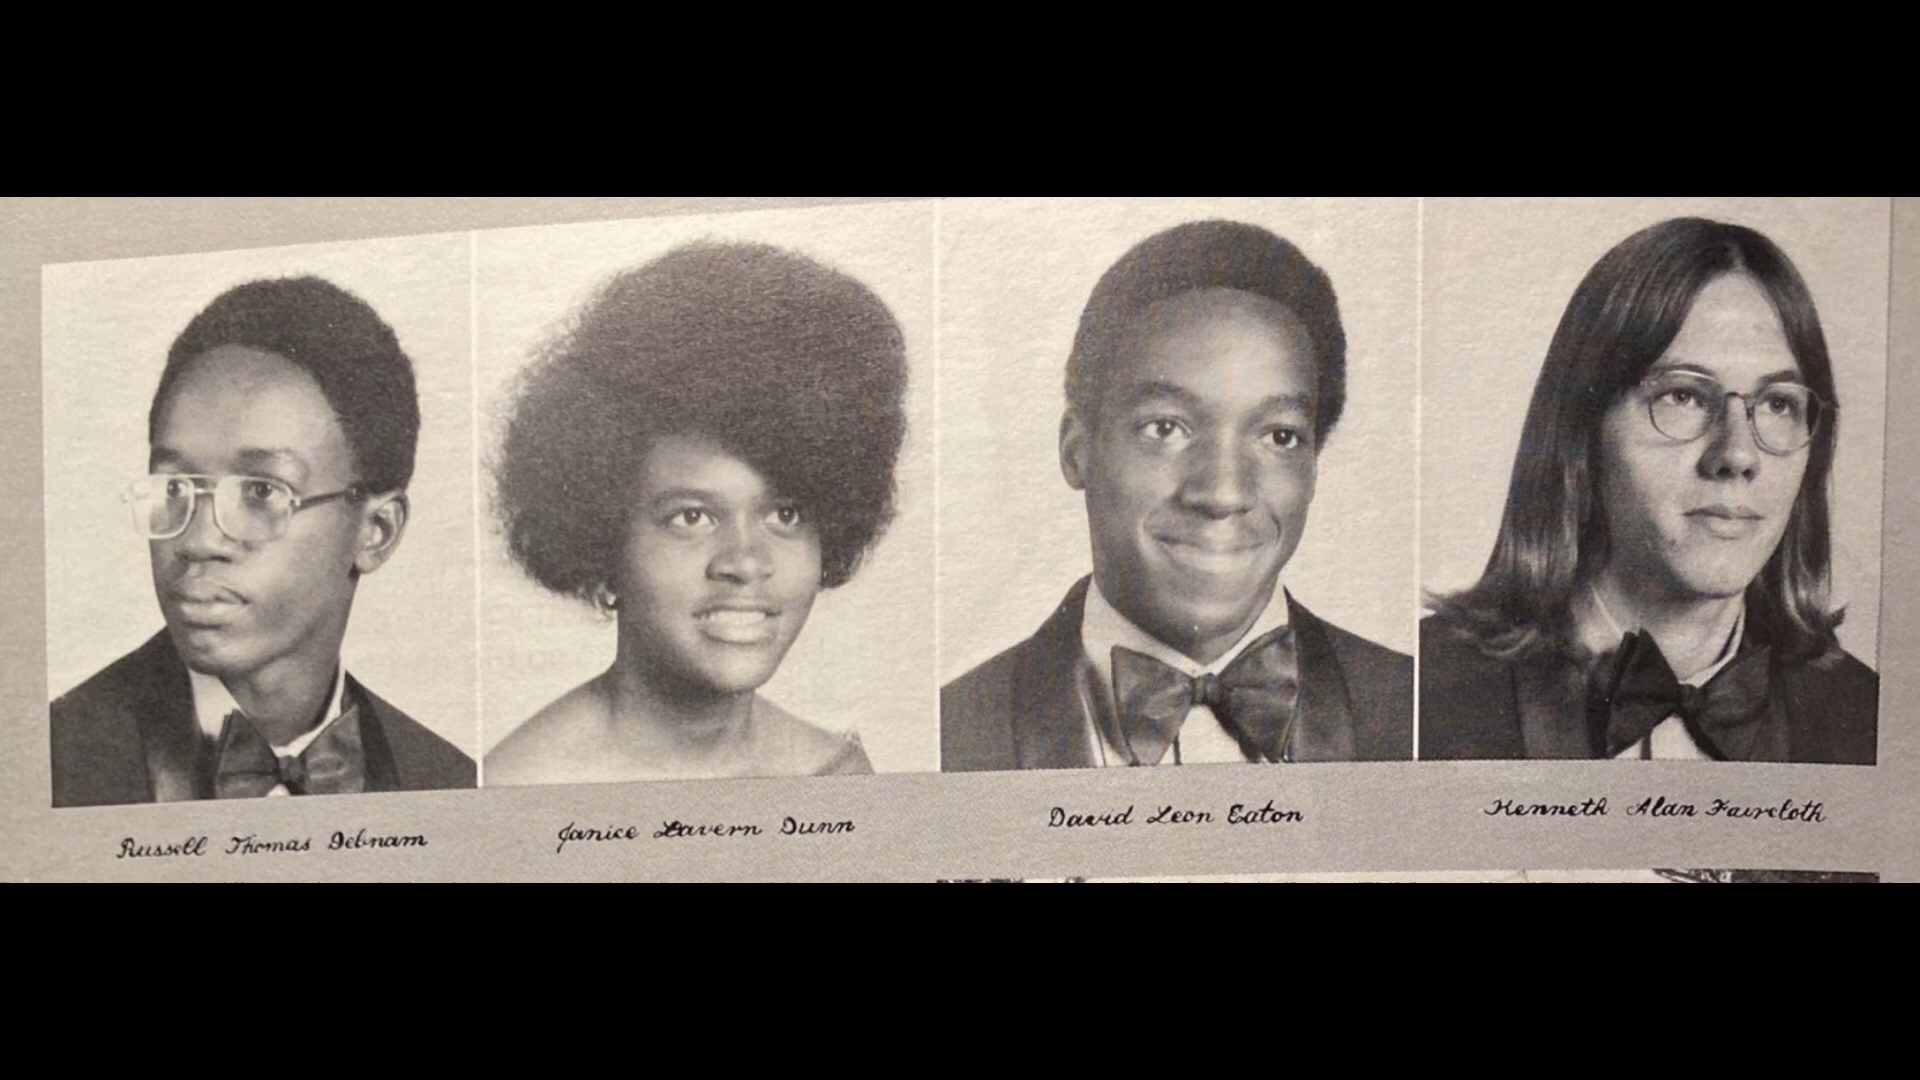 Russell Thomas Debnam
Janice Lavern Dunn
David Leon Eaton
Kenneth Alan Faircloth